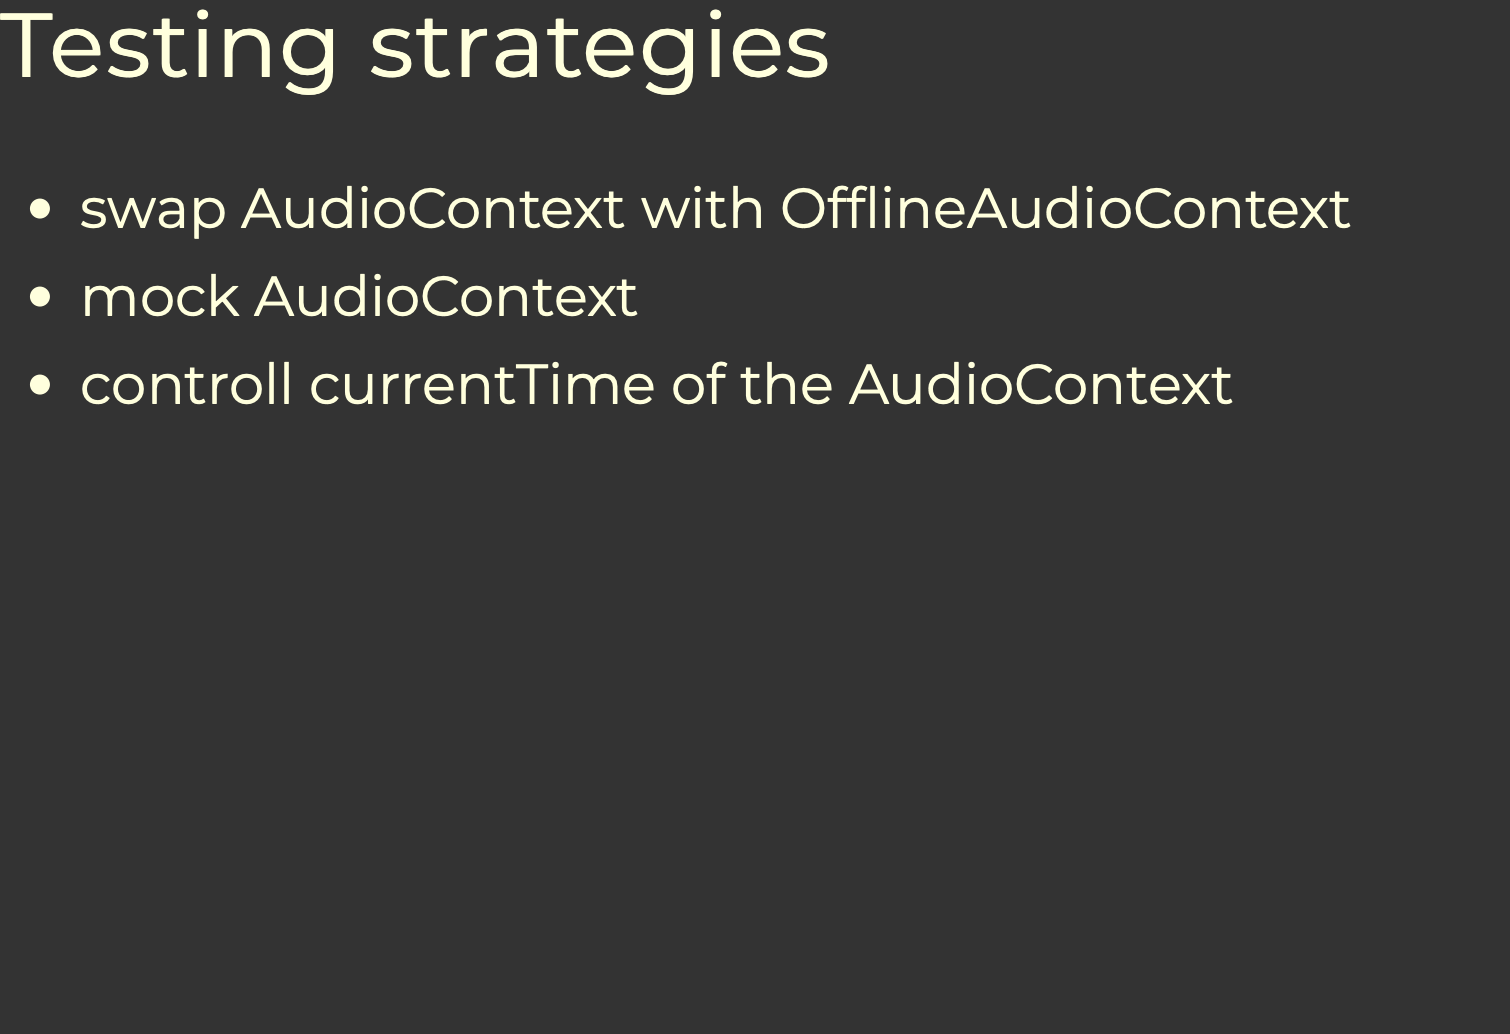 Testing strategies
swap AudioContext with OfflineAudioContext
mock AudioContext
controll currentTime of the AudioContext